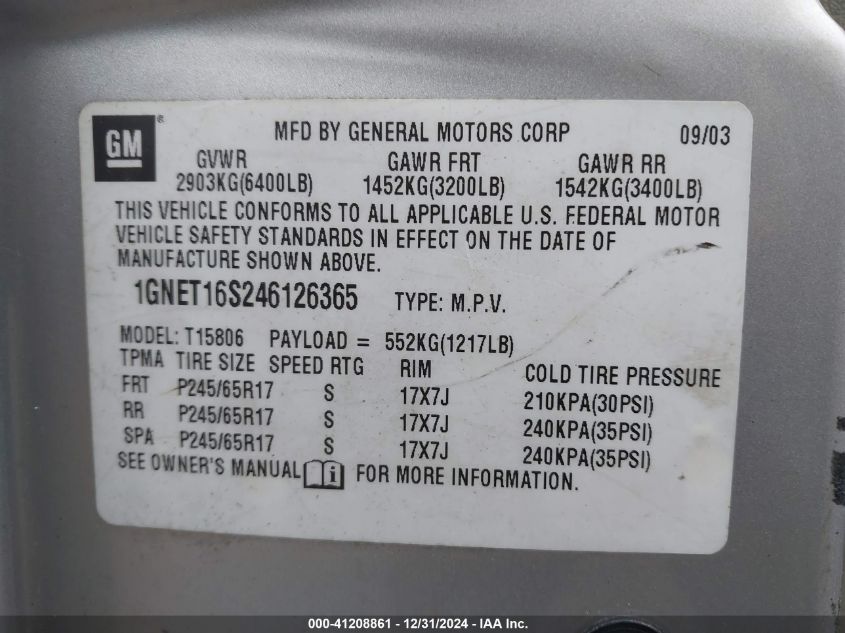 GM ® MFD BY GENERAL MOTORS CORP 09/03
GVWR GAWR FRT GAWR RR
2903KG(6400LB) 1452KG(3200LB) 1542KG(3400LB)
THIS VEHICLE CONFORMS TO ALL APPLICABLE U.S. FEDERAL MOTOR
VEHICLE SAFETY STANDARDS IN EFFECT ON THE DATE OF
MANUFACTURE SHOWN ABOVE.
1GNET16S246126365 TYPE: M.P.V.
MODEL: T15806 PAYLOAD = 552KG(1217LB)
TPMA TIRE SIZE SPEED RTG RIM COLD TIRE PRESSURE
FRT P245/65R17 S 17X7J 210KPA(30PSI)
RR P245/65R17 S 17X7J 240KPA(35PSI)
SPA P245/65R17 S 17X7J 240KPA(35PSI)
SEE OWNER'S MANUAL i FOR MORE INFORMATION.
000-41208861 - 12/31/2024 - IAA Inc.